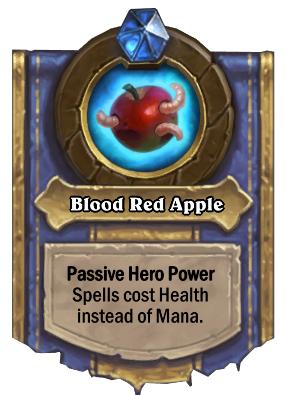 Blood Red Apple
Passive Hero Power
Spells cost Health
instead of Mana.